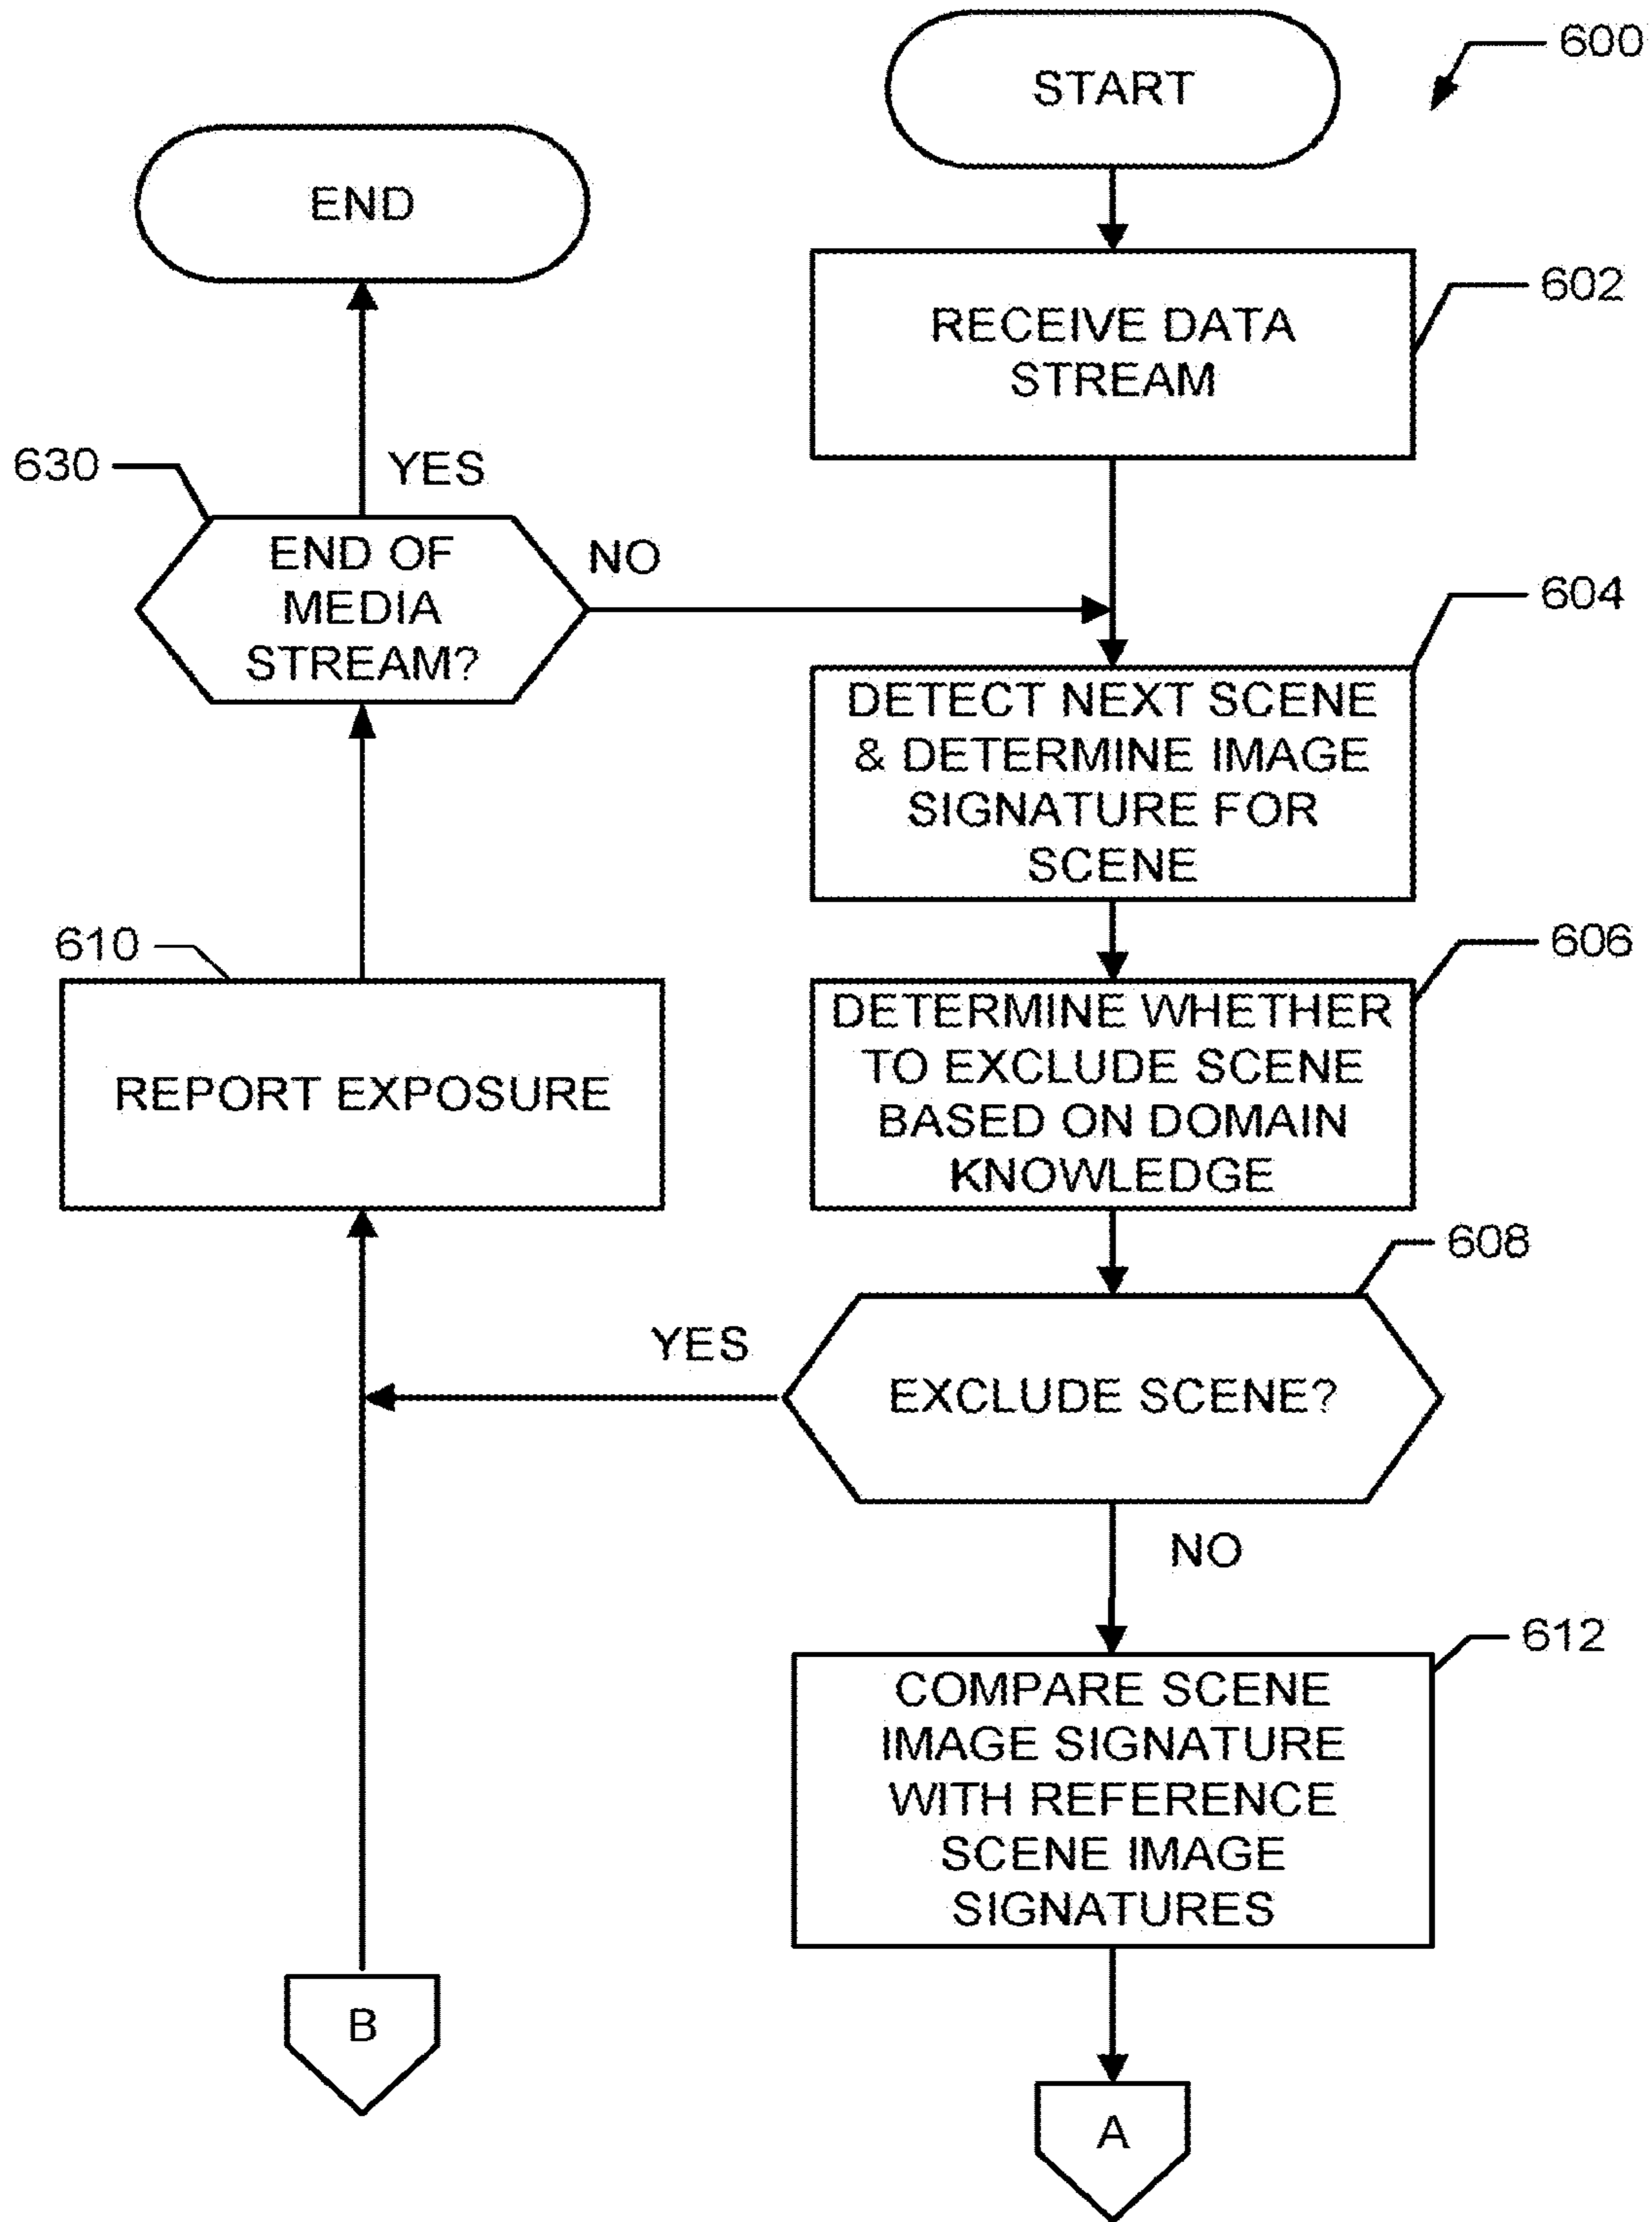 START
600
END
RECEIVE DATA
STREAM
602
630
YES
END OF
MEDIA
STREAM?
NO
604
DETECT NEXT SCENE
& DETERMINE IMAGE
SIGNATURE FOR
SCENE
610
REPORT EXPOSURE
606
DETERMINE WHETHER
TO EXCLUDE SCENE
BASED ON DOMAIN
KNOWLEDGE
608
YES
EXCLUDE SCENE?
NO
612
COMPARE SCENE
IMAGE SIGNATURE
WITH REFERENCE
SCENE IMAGE
SIGNATURES
B
A